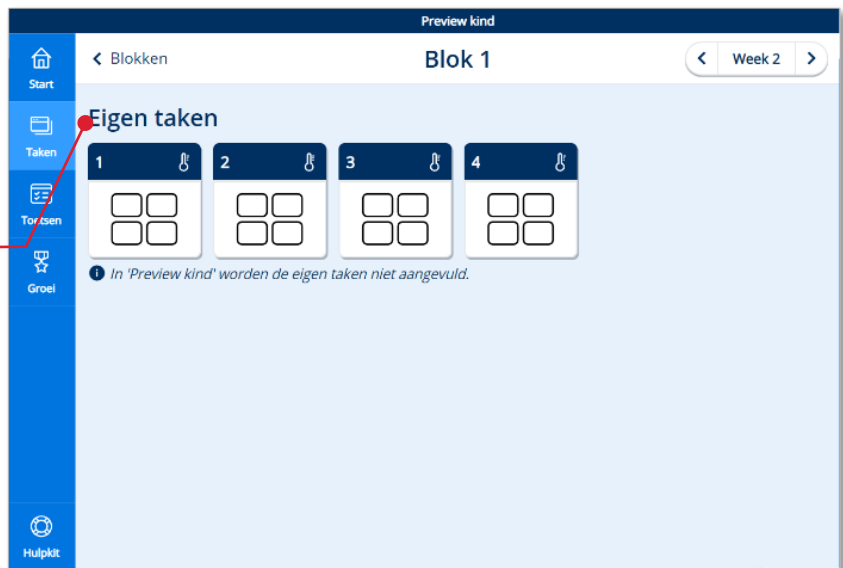 Preview kind
Start
Taken
Toetsen
Groei
Hulpkit
Blokken
Blok 1
Week 2
Eigen taken
1
2
3
4
In 'Preview kind' worden de eigen taken niet aangevuld.